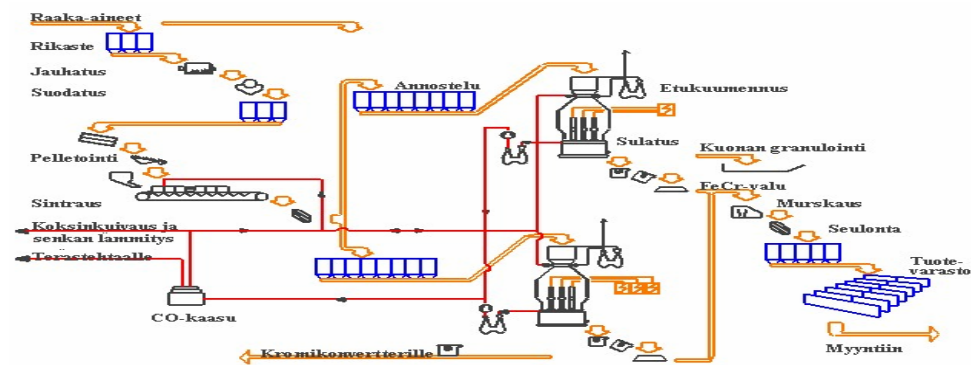 Raaka-aineet
Rikaste
Jauhatus
Suodatus
Pelletointi
Sintraus
Koksinkuivaus ja
senkan lammitys
Terästehtaalle
CO-kaasu
Annostelu
Etukuumennus
Sulatus
Kuonan granulointi
FeCr-valu
Murskaus
Seulonta
Tuote-
varasto
Myyntiin
Kromikonvertterille